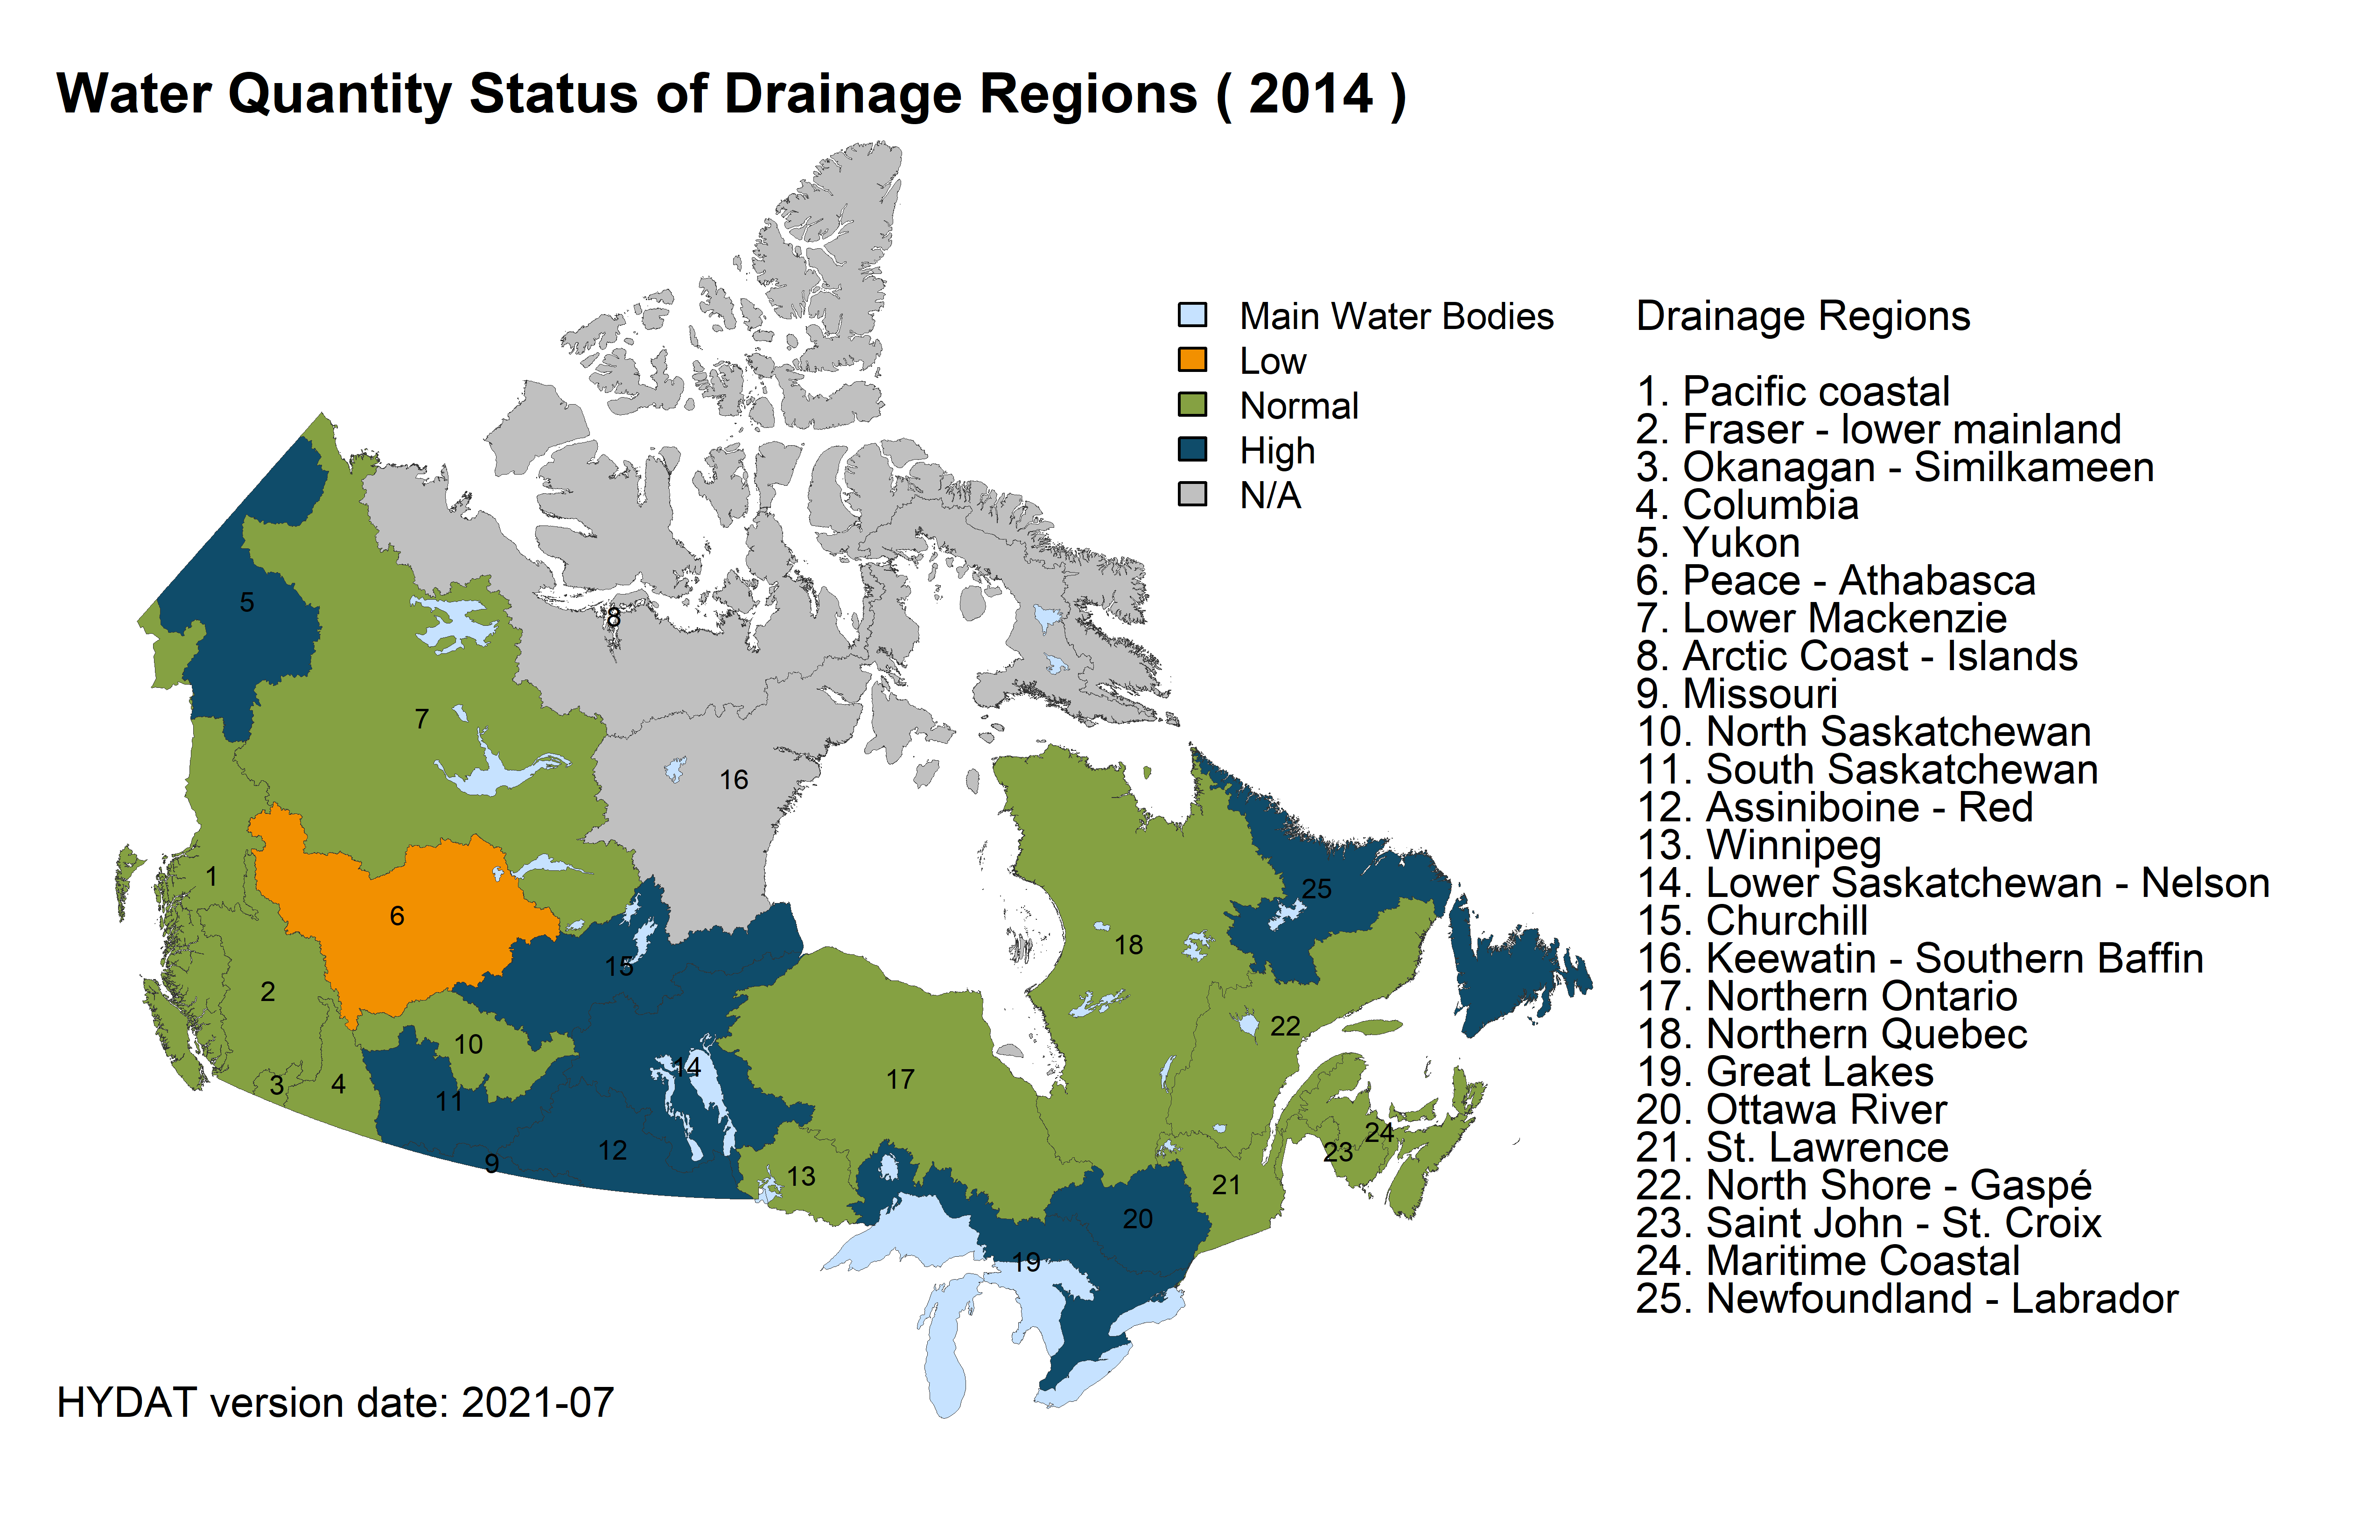 Water Quantity Status of Drainage Regions ( 2014 )
Main Water Bodies
Low
Normal
High
N/A
Drainage Regions
1. Pacific coastal
2. Fraser - lower mainland
3. Okanagan - Similkameen
4. Columbia
5. Yukon
6. Peace - Athabasca
7. Lower Mackenzie
8. Arctic Coast - Islands
9. Missouri
10. North Saskatchewan
11. South Saskatchewan
12. Assiniboine - Red
13. Winnipeg
14. Lower Saskatchewan - Nelson
15. Churchill
16. Keewatin - Southern Baffin
17. Northern Ontario
18. Northern Quebec
19. Great Lakes
20. Ottawa River
21. St. Lawrence
22. North Shore - Gaspé
23. Saint John - St. Croix
24. Maritime Coastal
25. Newfoundland - Labrador
5
8
7
16
1
6
25
18
15
2
22
10
14
3
4
17
11
12
24
23
9
13
21
20
19
HYDAT version date: 2021-07